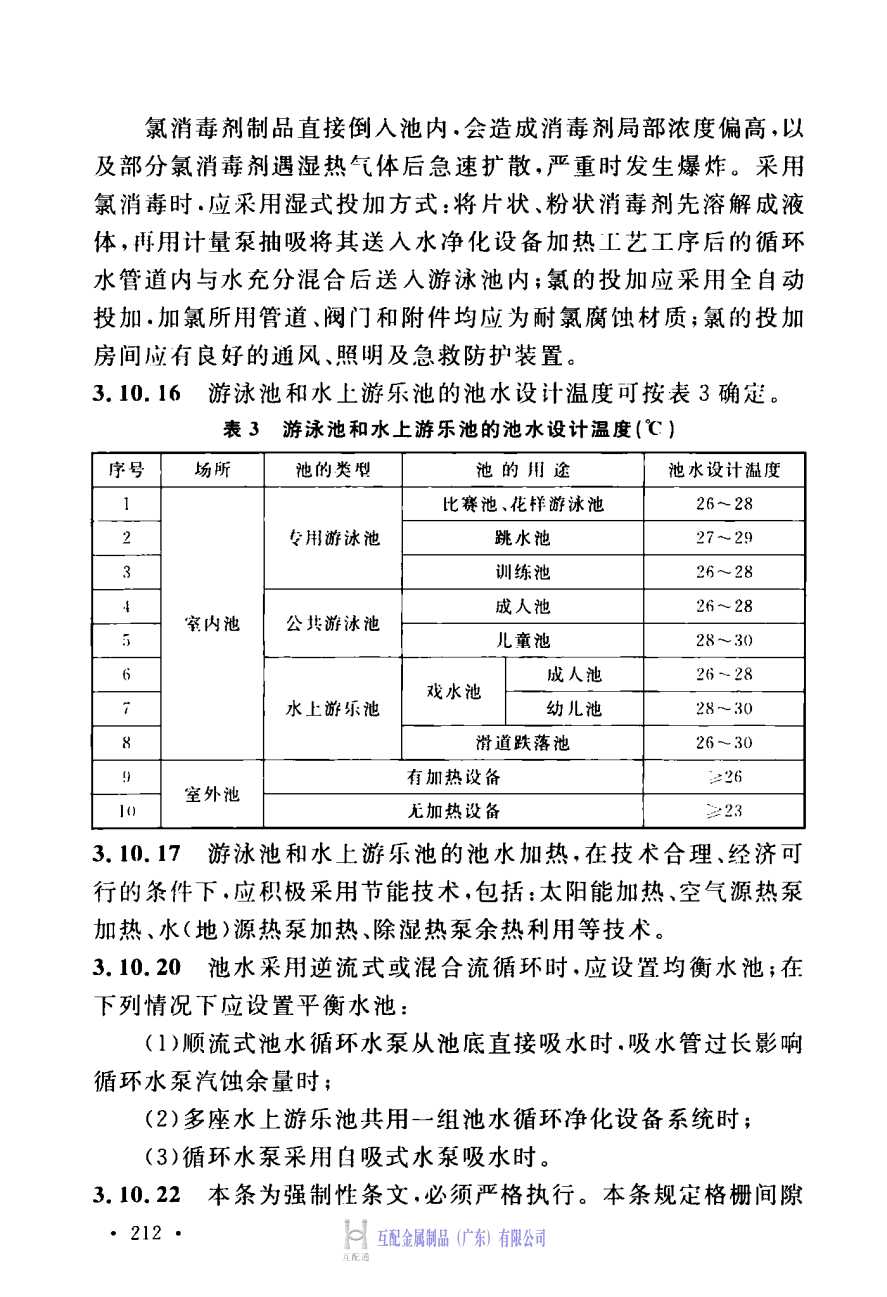 氯消毒剂制品直接倒入池内,会造成消毒剂局部浓度偏高,以
及部分氯消毒剂遇湿热气体后急速扩散,严重时发生爆炸。采用
氯消毒时,应采用湿式投加方式:将片状、粉状消毒剂先溶解成液
体,再用计量泵抽吸将其送入水净化设备加热工艺工序后的循环
水管道内与水充分混合后送入游泳池内;氯的投加应采用全自动
投加,加氯所用管道、阀门和附件均应为耐氯腐蚀材质;氯的投加
房间应有良好的通风、照明及急救防护装置。
3.10.16 游泳池和水上游乐池的池水设计温度可按表 3 确定。
表 3 游泳池和水上游乐池的池水设计温度(℃)
序号 场所 池的类型 池的用途 池水设计温度
1 室内池 专用游泳池 比赛池、花样游泳池 26~28
2 跳水池 27~29
3 训练池 26~28
4 公共游泳池 成人池 26~28
5 儿童池 28~30
6 水上游乐池 戏水池 成人池 26~28
7 幼儿池 28~30
8 滑道跌落池 26~30
9 室外池 有加热设备 ≥26
10 无加热设备 ≥23
3.10.17 游泳池和水上游乐池的池水加热,在技术合理、经济可
行的条件下,应积极采用节能技术,包括:太阳能加热、空气源热泵
加热、水(地)源热泵加热、除湿热泵余热利用等技术。
3.10.20 池水采用逆流式或混合流循环时,应设置均衡水池;在
下列情况下应设置平衡水池:
(1)顺流式池水循环水泵从池底直接吸水时,吸水管过长影响
循环水泵汽蚀余量时;
(2)多座水上游乐池共用一组池水循环净化设备系统时;
(3)循环水泵采用自吸式水泵吸水时。
3.10.22 本条为强制性条文,必须严格执行。本条规定格栅间隙
· 212 ·
互配通
互配金属制品(广东)有限公司